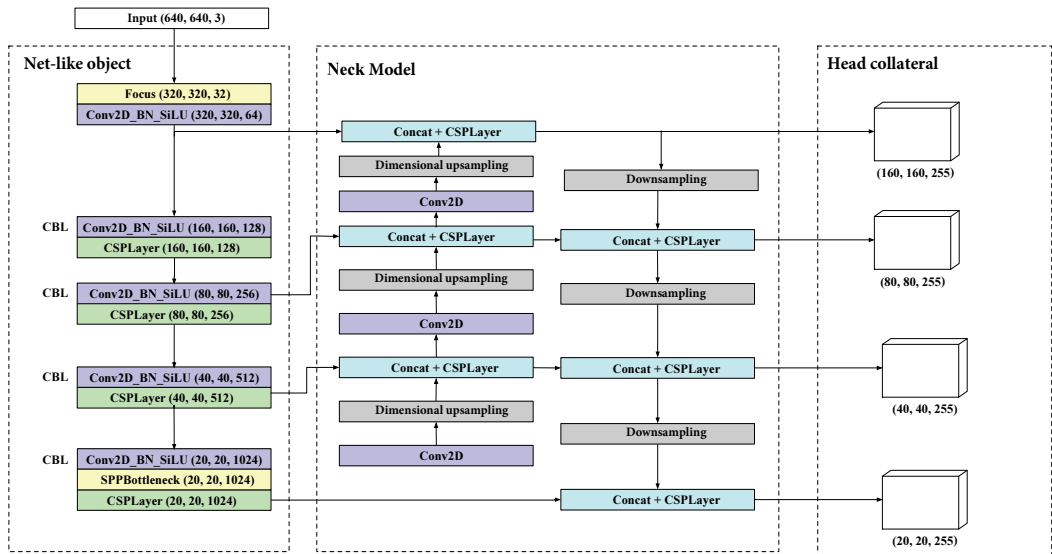 Input (640, 640, 3)
Net-like object
Focus (320, 320, 32)
Conv2D_BN_SiLU (320, 320, 64)
CBL
Conv2D_BN_SiLU (160, 160, 128)
CSPLayer (160, 160, 128)
CBL
Conv2D_BN_SiLU (80, 80, 256)
CSPLayer (80, 80, 256)
CBL
Conv2D_BN_SiLU (40, 40, 512)
CSPLayer (40, 40, 512)
CBL
Conv2D_BN_SiLU (20, 20, 1024)
SPPBottleneck (20, 20, 1024)
CSPLayer (20, 20, 1024)
Neck Model
Concat + CSPLayer
Dimensional upsampling
Conv2D
Concat + CSPLayer
Dimensional upsampling
Conv2D
Concat + CSPLayer
Dimensional upsampling
Conv2D
Downsampling
Concat + CSPLayer
Downsampling
Concat + CSPLayer
Downsampling
Concat + CSPLayer
Head collateral
(160, 160, 255)
(80, 80, 255)
(40, 40, 255)
(20, 20, 255)